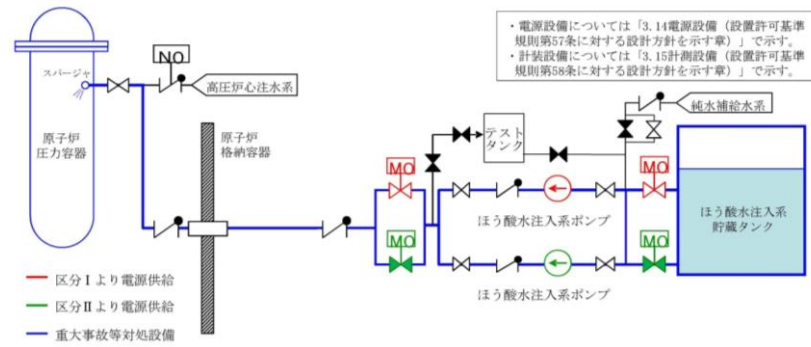 ・電源設備については「3.14電源設備（設置許可基準
規則第57条に対する設計方針を示す章）」で示す。
・計装設備については「3.15計測設備（設置許可基準
規則第58条に対する設計方針を示す章）」で示す。
NO
スパージャ
高圧炉心注水系
純水補給水系
テスト
タンク
原子炉
圧力容器
原子炉
格納容器
MO
MO
ほう酸水注入系ポンプ
ほう酸水注入系
貯蔵タンク
MO
MO
ほう酸水注入系ポンプ
区分Ⅰより電源供給
区分Ⅱより電源供給
重大事故等対処設備